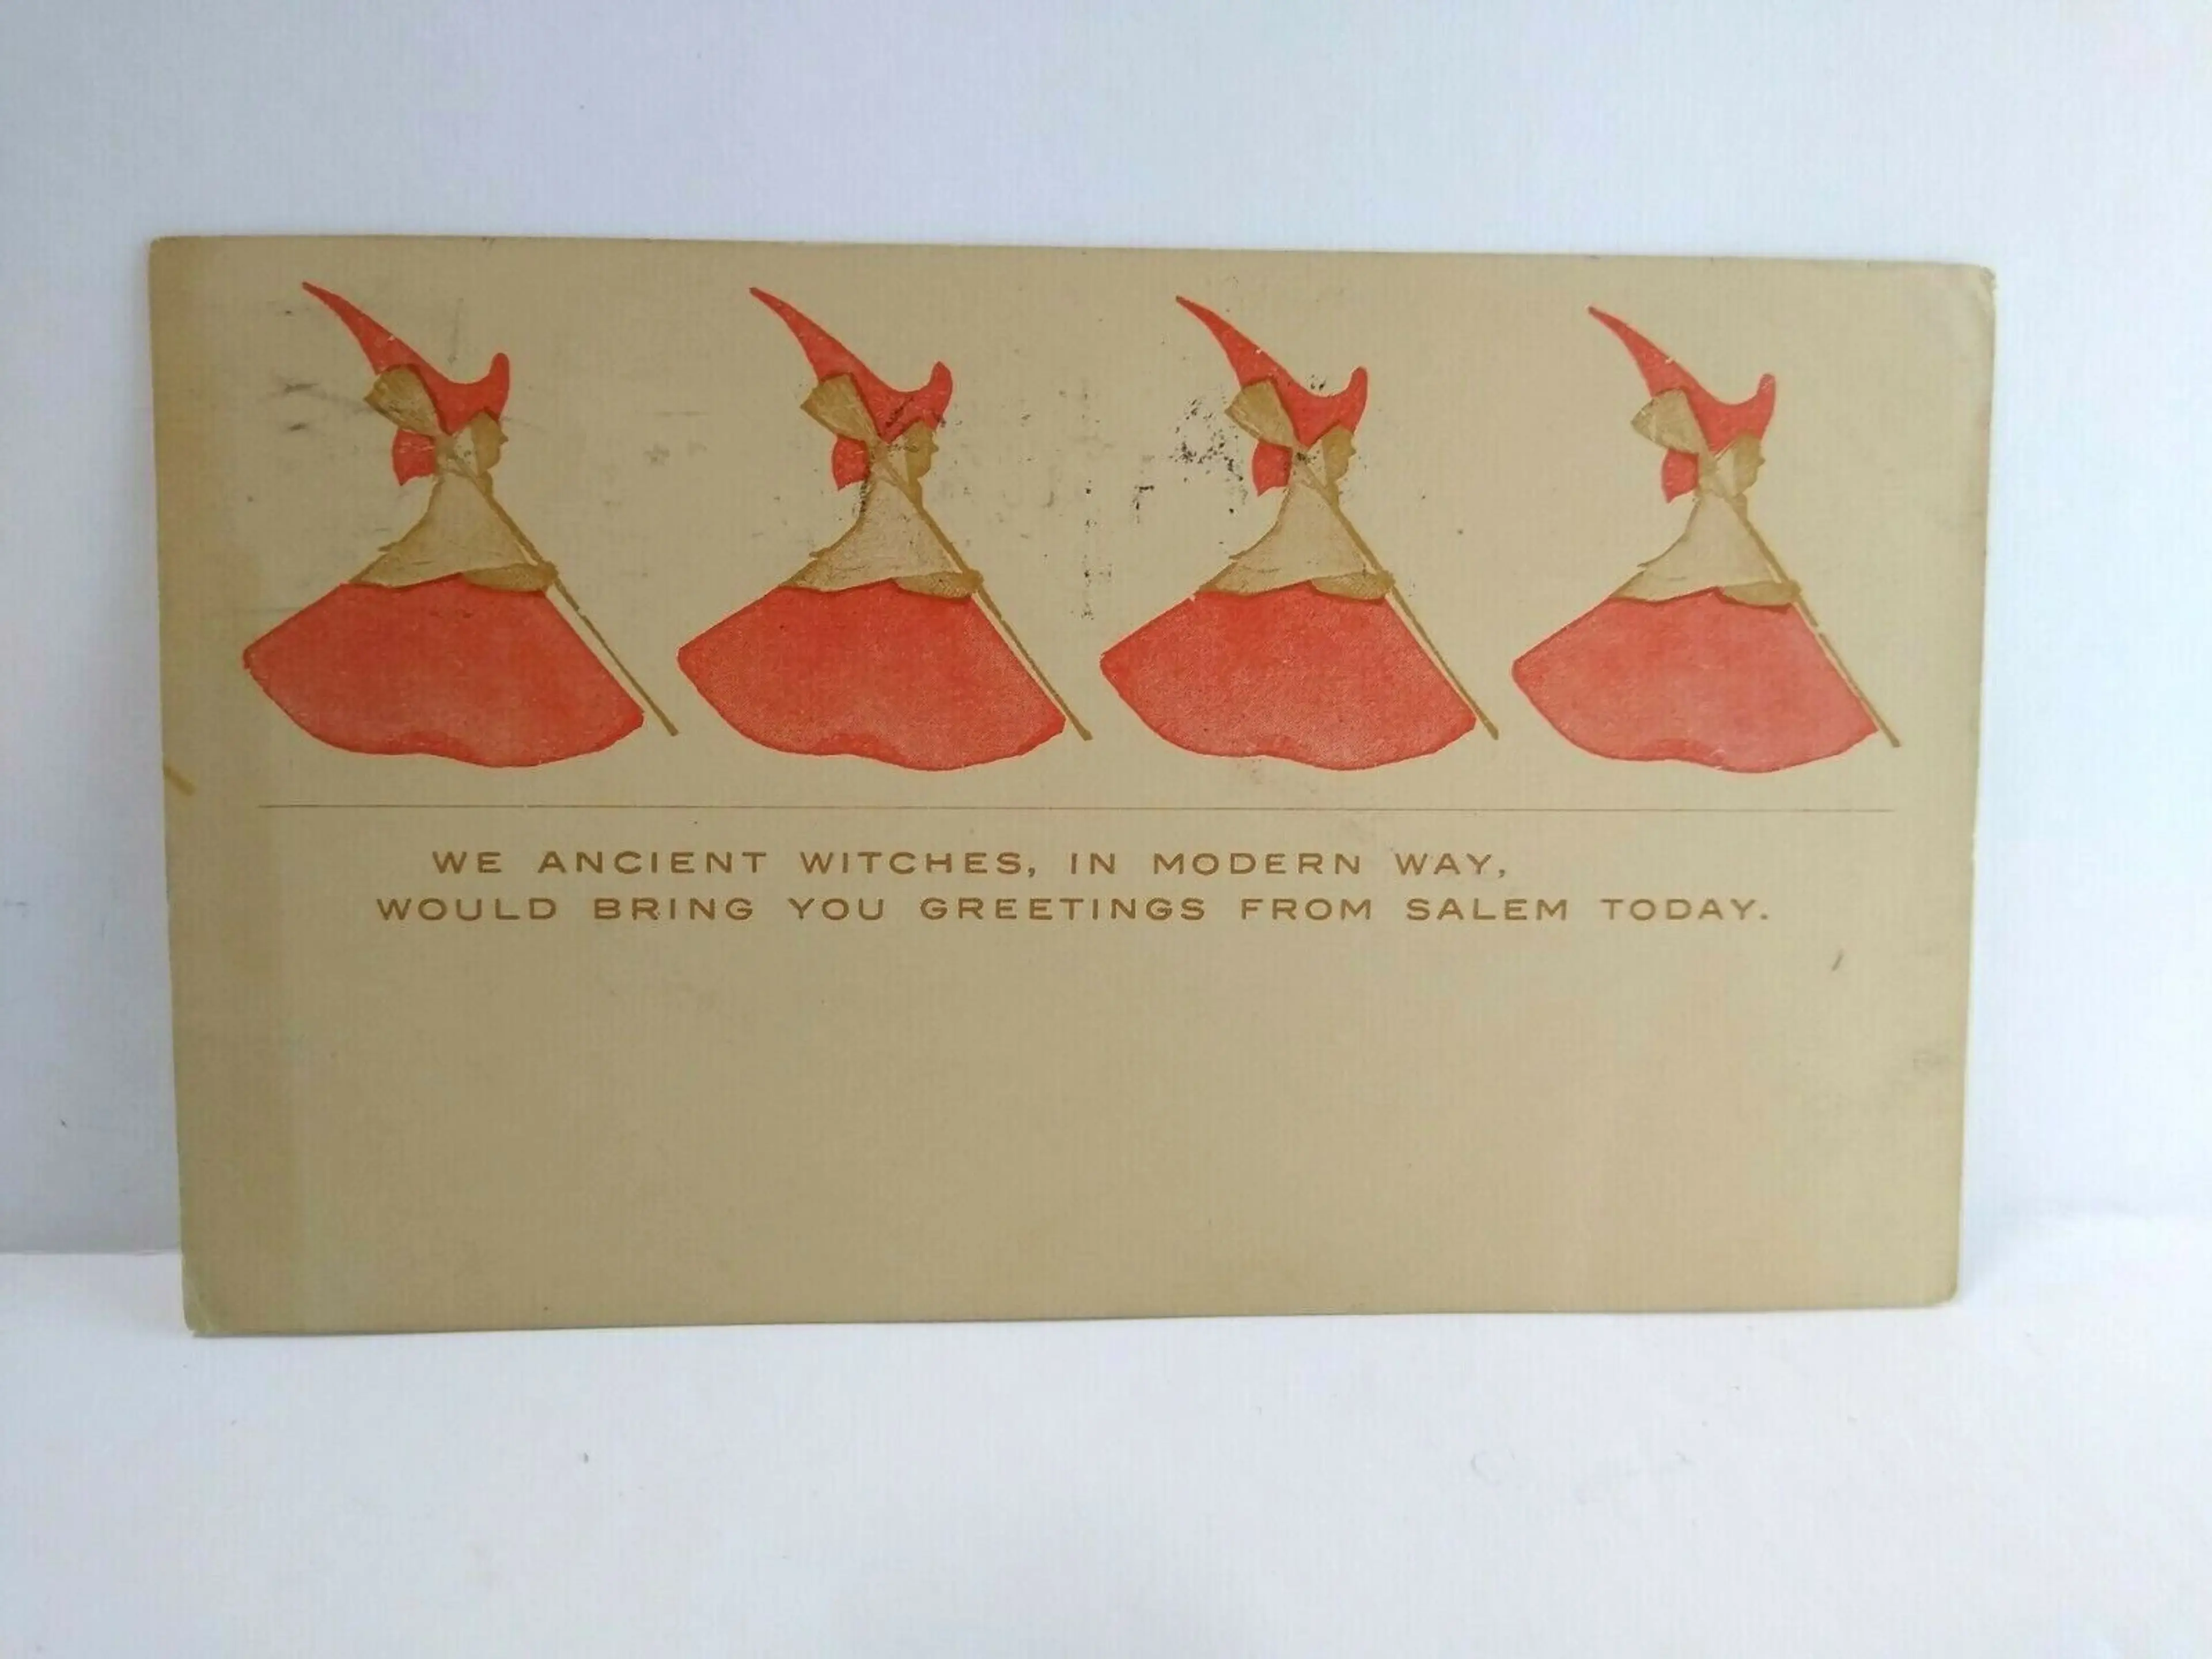 WE ANCIENT WITCHES, IN MODERN WAY,
WOULD BRING YOU GREETINGS FROM SALEM TODAY.